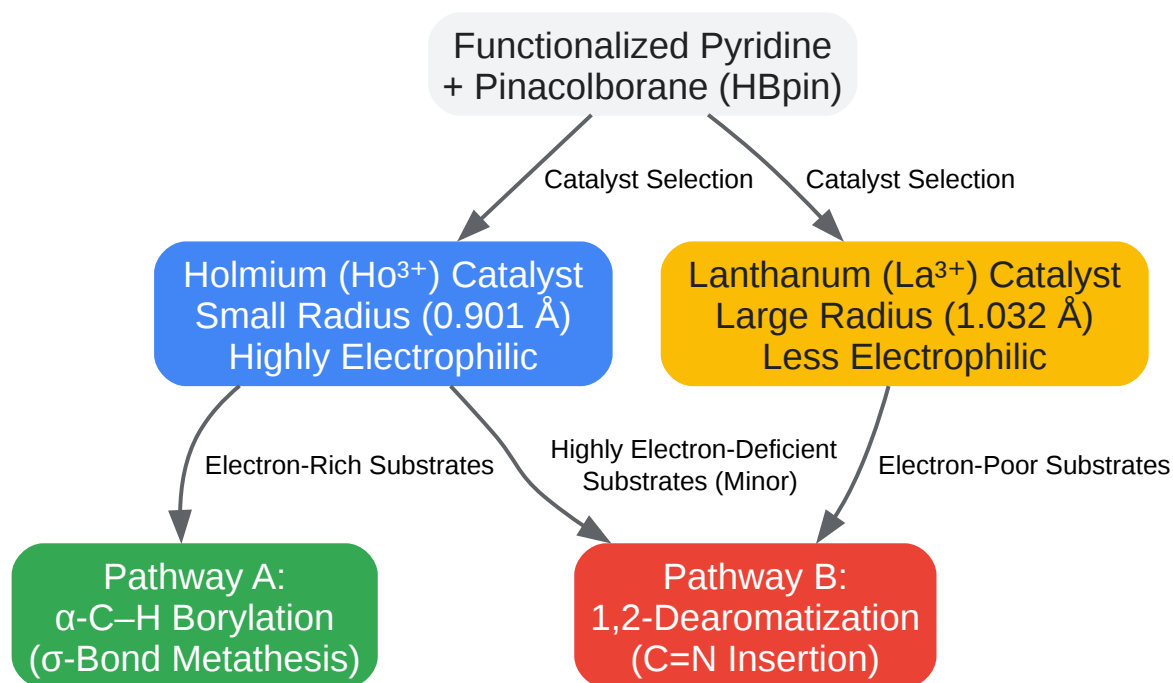 Functionalized Pyridine
+ Pinacolborane (HBpin)
Catalyst Selection
Catalyst Selection
Holmium (Ho³⁺) Catalyst
Small Radius (0.901 Å)
Highly Electrophilic
Lanthanum (La³⁺) Catalyst
Large Radius (1.032 Å)
Less Electrophilic
Electron-Rich Substrates
Highly Electron-Deficient
Substrates (Minor)
Electron-Poor Substrates
Pathway A:
α-C–H Borylation
(σ-Bond Metathesis)
Pathway B:
1,2-Dearomatization
(C=N Insertion)